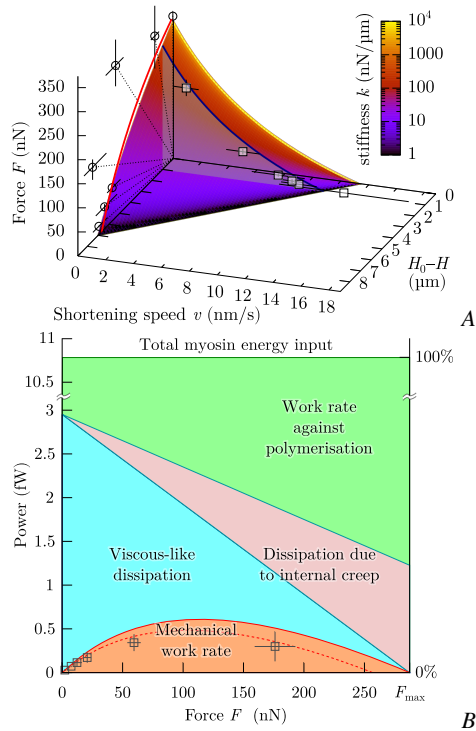 10⁴
1000
100
10
1
stiffness k (nN/µm)
350
300
250
200
150
100
50
0
Force F (nN)
0
2
4
6
8
10
12
14
16
18
Shortening speed v (nm/s)
0
1
2
3
4
5
6
7
8
H₀–H
(µm)
A
11
10.5
3
2.5
2
1.5
1
0.5
0
Power (fW)
Total myosin energy input
100%
Work rate
against
polymerisation
Viscous-like
dissipation
Dissipation due
to internal creep
Mechanical
work rate
0%
0
50
100
150
200
250
Fmax
Force F (nN)
B